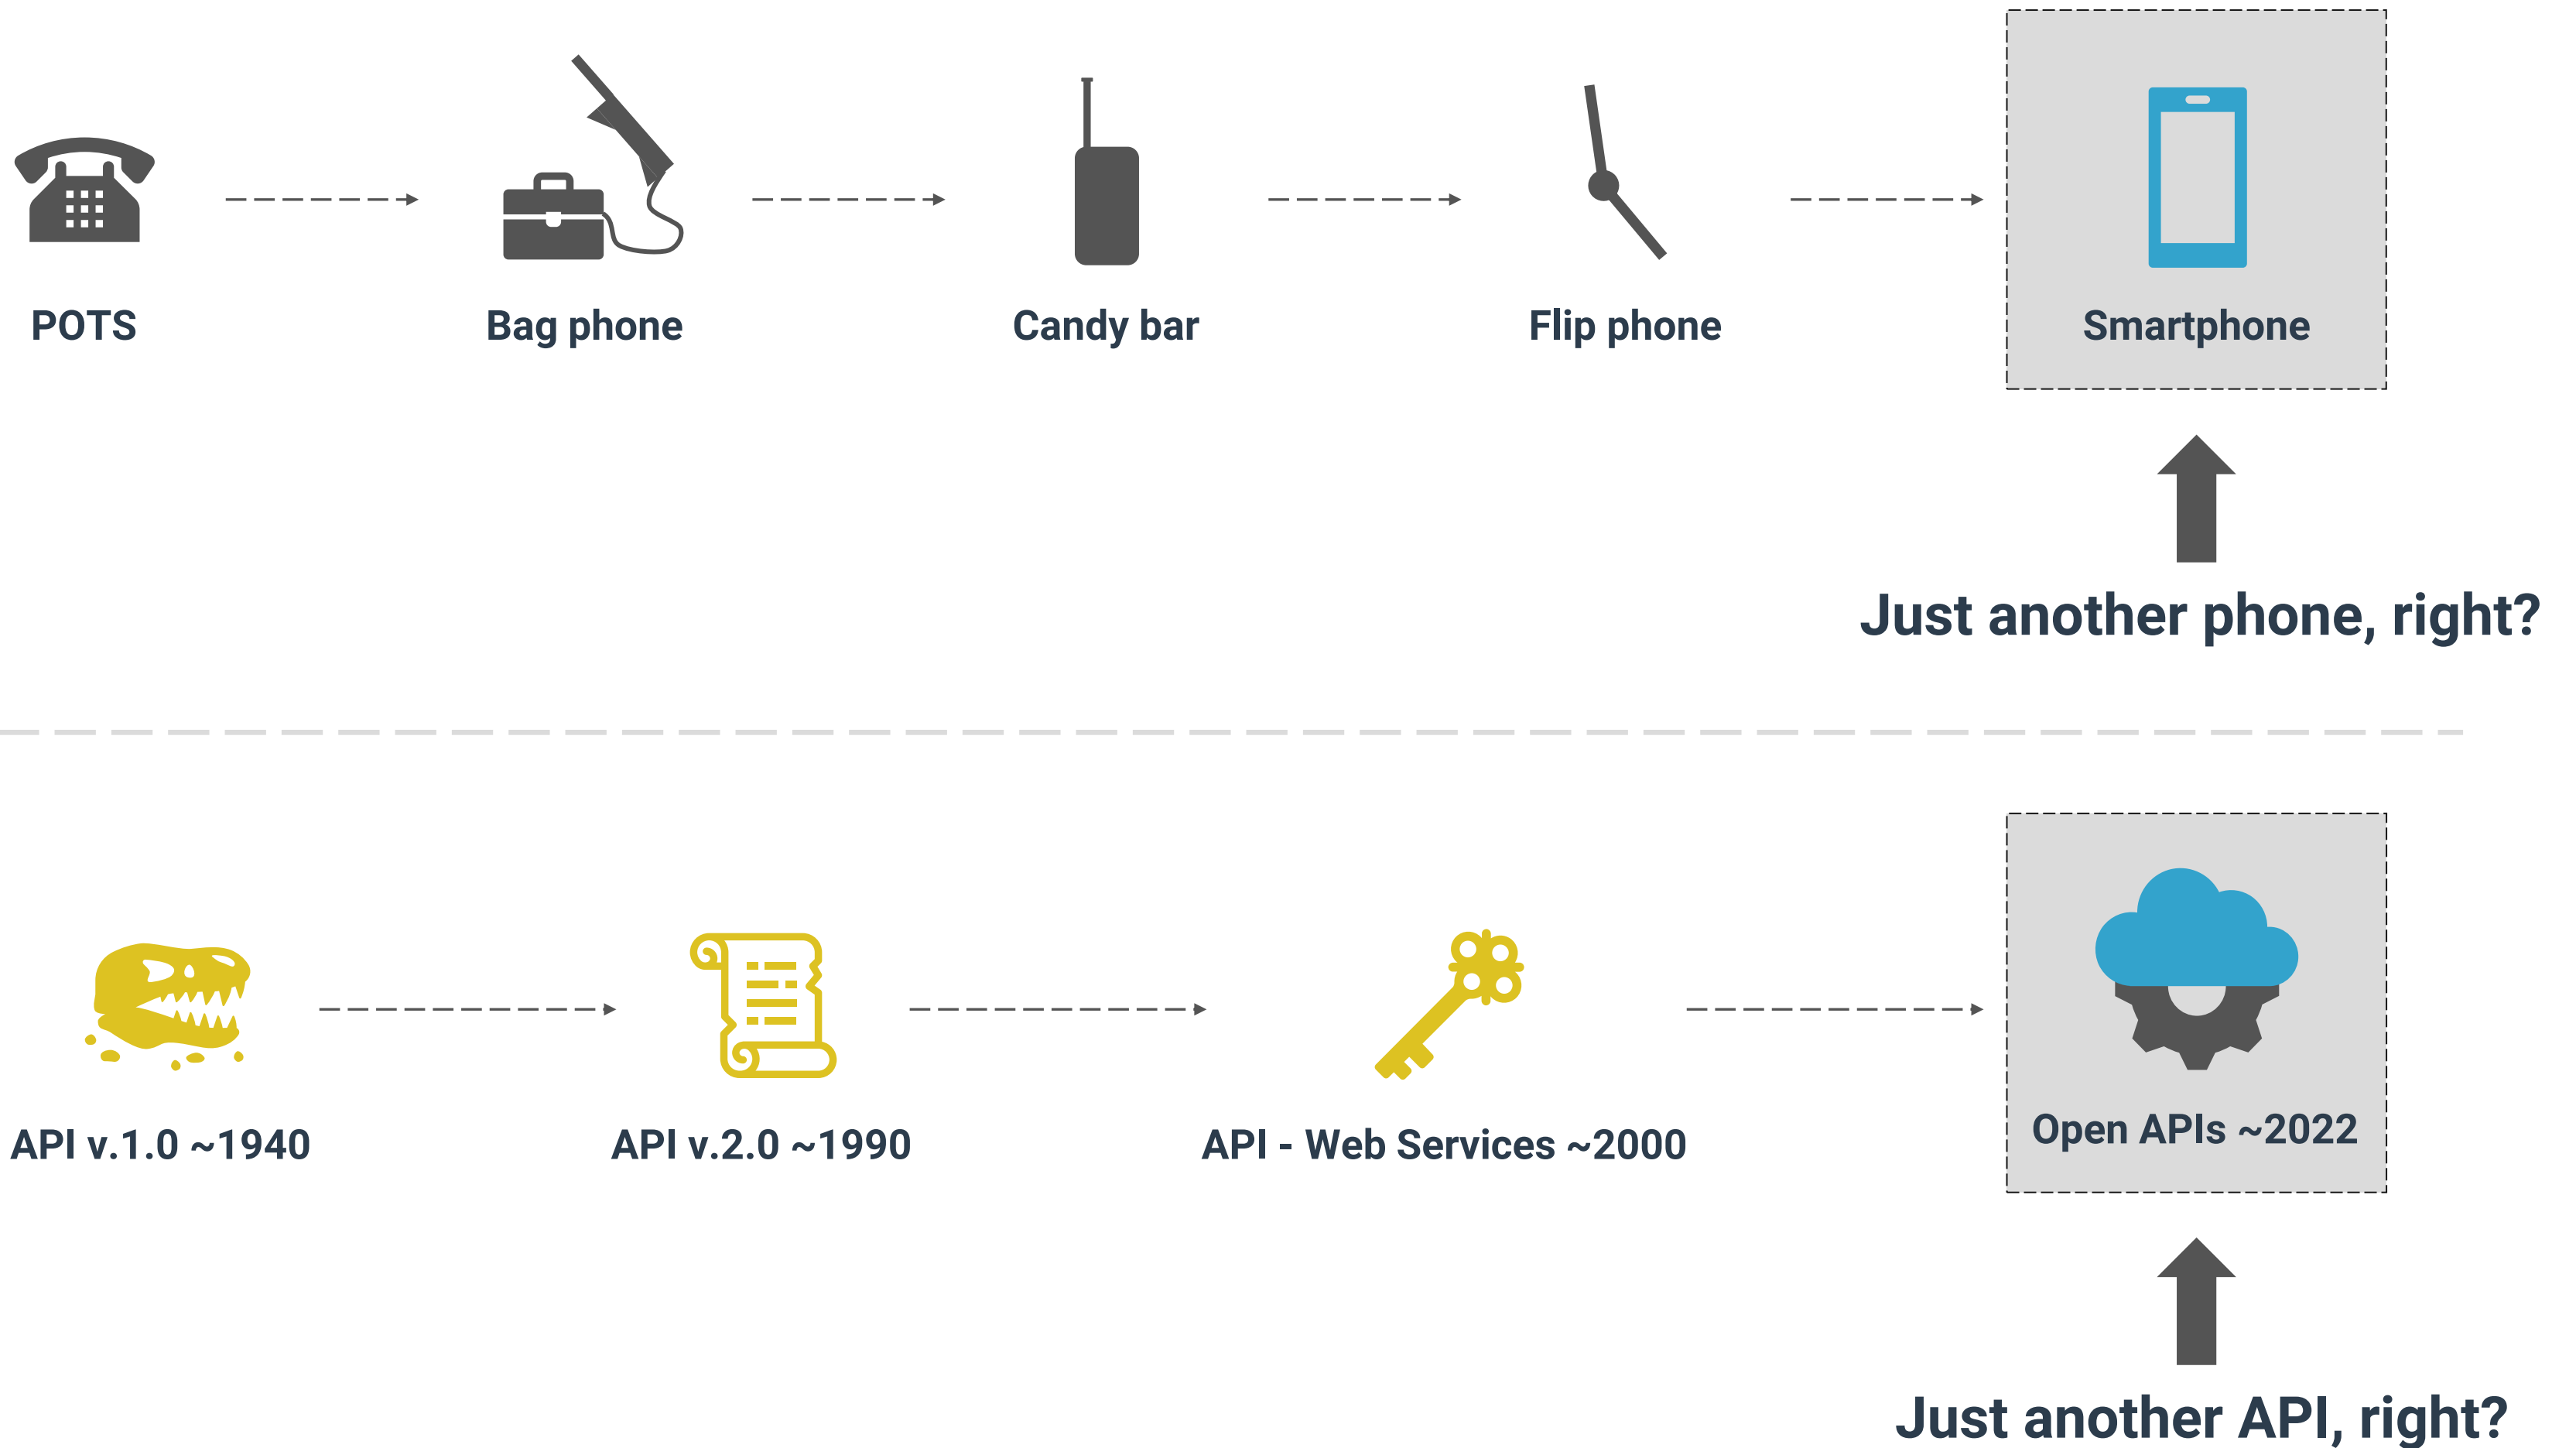 POTS
Bag phone
Candy bar
Flip phone
Smartphone
Just another phone, right?
API v.1.0 ~1940
API v.2.0 ~1990
API - Web Services ~2000
Open APIs ~2022
Just another API, right?